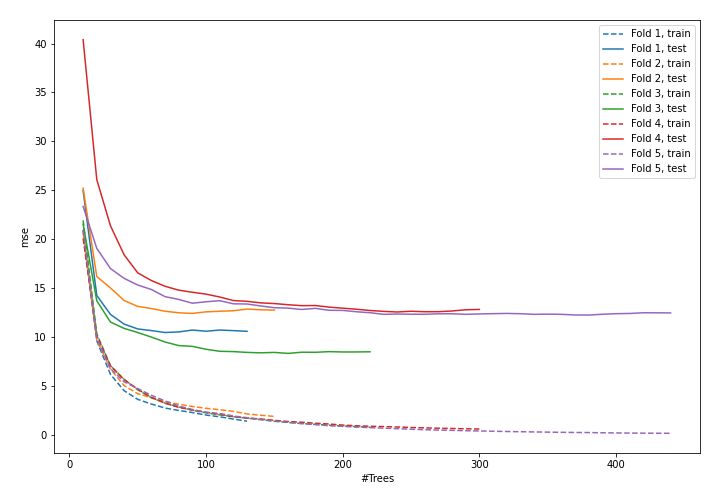 Fold 1, train
Fold 1, test
Fold 2, train
Fold 2, test
Fold 3, train
Fold 3, test
Fold 4, train
Fold 4, test
Fold 5, train
Fold 5, test
40
35
30
25
20
15
10
5
0
mse
0 100 200 300 400
#Trees